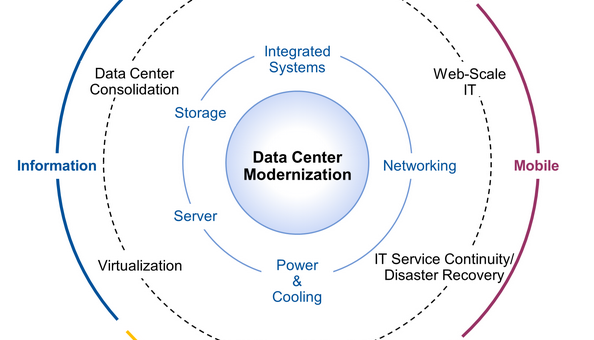 Integrated
Systems
Data Center
Consolidation
Web-Scale
IT
Storage
Data Center
Modernization
Information
Networking
Mobile
Server
Virtualization
Power
&
Cooling
IT Service Continuity/
Disaster Recovery